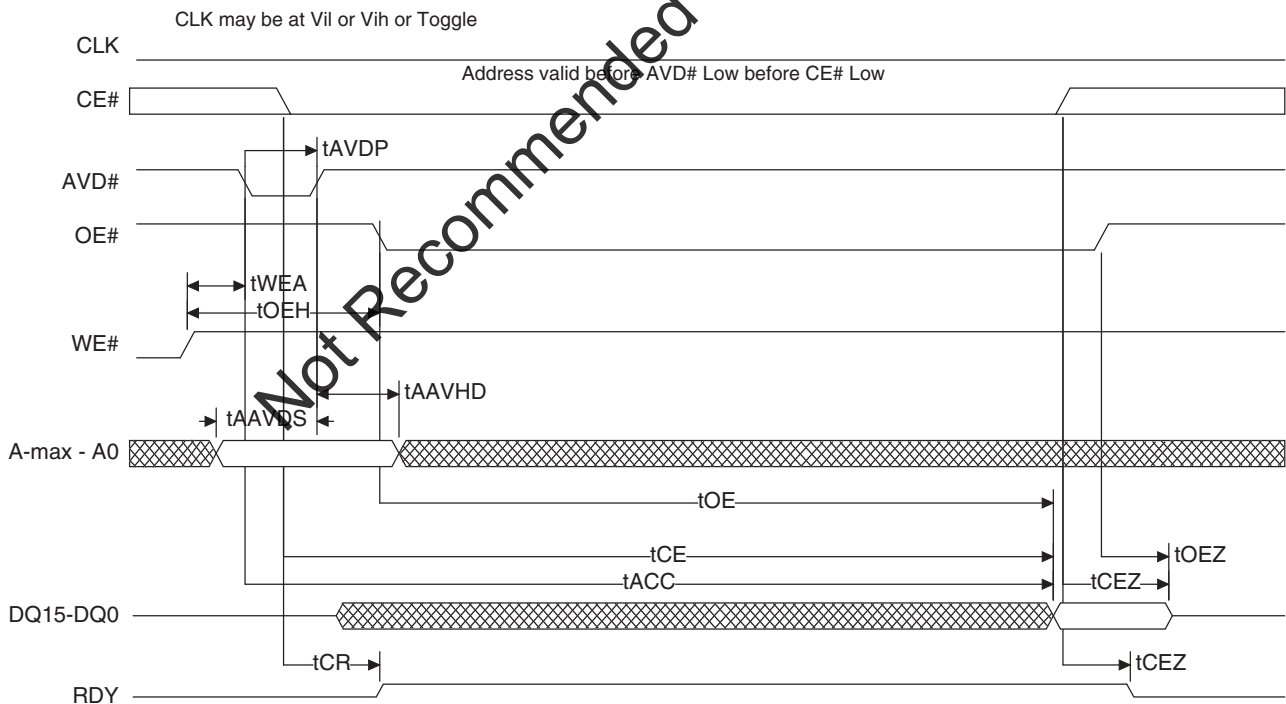 CLK may be at Vil or Vih or Toggle
CLK
Address valid before AVD# Low before CE# Low
CE#
tAVDP
AVD#
OE#
tWEA
tOEH
WE#
tAAVHD
tAAVDS
A-max - A0
tOE
tCE
tOEZ
tACC
tCEZ
DQ15-DQ0
tCR
tCEZ
RDY
Not Recommended